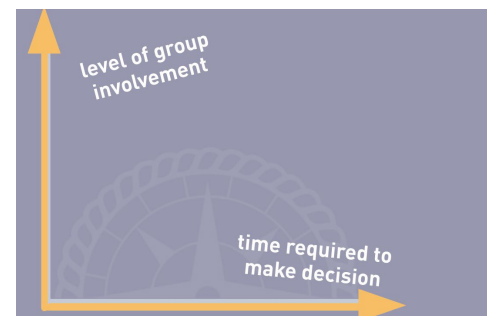 level of group
involvement
time required to
make decision